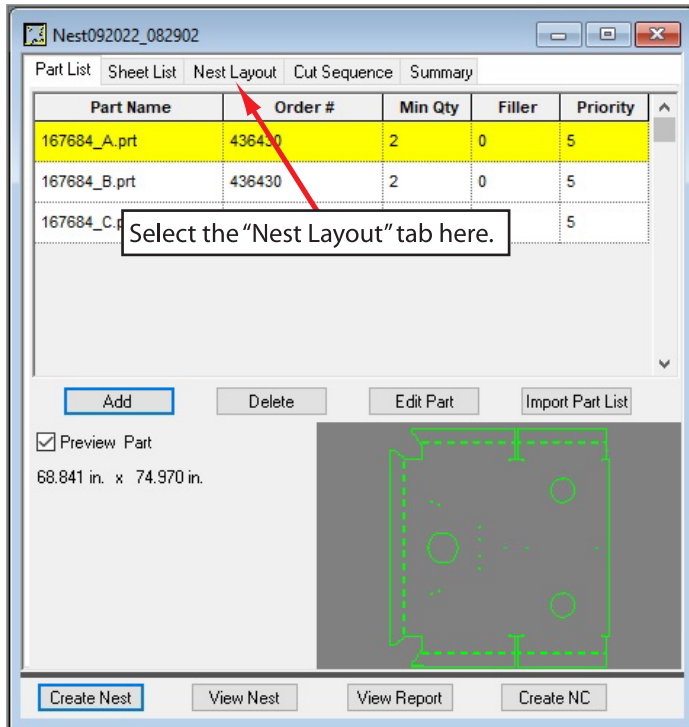 Nest092022_082902
Part List Sheet List Nest Layout Cut Sequence Summary
Part Name Order # Min Qty Filler Priority
167684_A.prt 436430 2 0 5
167684_B.prt 436430 2 0 5
167684_C.p 5
Select the “Nest Layout” tab here.
Add Delete Edit Part Import Part List
Preview Part
68.841 in. x 74.970 in.
Create Nest View Nest View Report Create NC